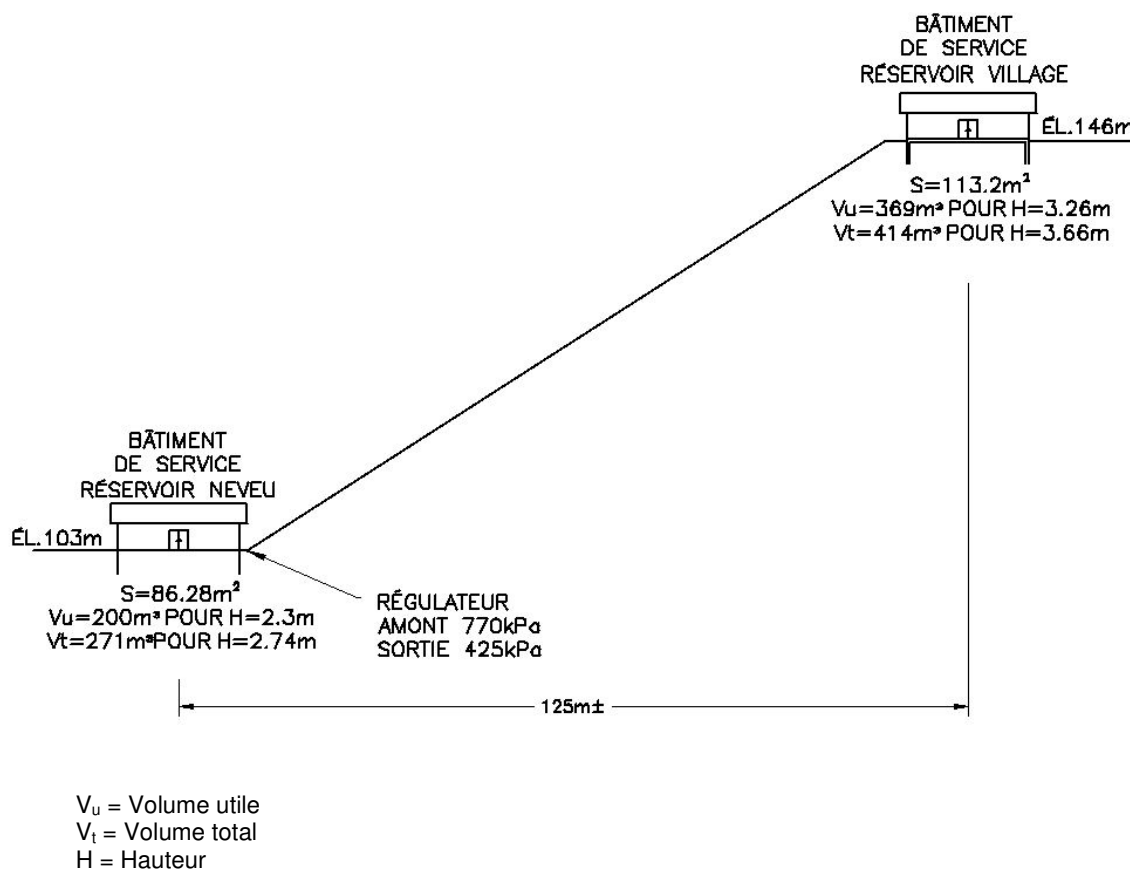 BÂTIMENT
DE SERVICE
RÉSERVOIR VILLAGE
ÉL.146m
S=113.2m²
Vu=369m³ POUR H=3.26m
Vt=414m³ POUR H=3.66m
BÂTIMENT
DE SERVICE
RÉSERVOIR NEVEU
ÉL.103m
S=86.28m²
Vu=200m³ POUR H=2.3m
Vt=271m³ POUR H=2.74m
RÉGULATEUR
AMONT 770kPa
SORTIE 425kPa
125m±
Vu = Volume utile
Vt = Volume total
H = Hauteur